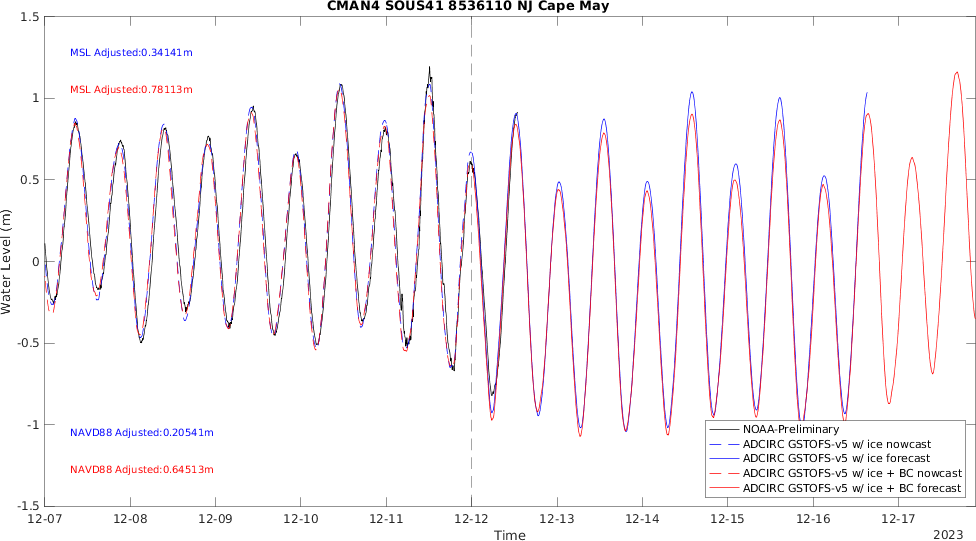 CMAN4 SOUS41 8536110 NJ Cape May
1.5
1
0.5
0
-0.5
-1
-1.5
Water Level (m)
MSL Adjusted:0.34141m
MSL Adjusted:0.78113m
NAVD88 Adjusted:0.20541m
NAVD88 Adjusted:0.64513m
NOAA-Preliminary
ADCIRC GSTOFS-v5 w/ ice nowcast
ADCIRC GSTOFS-v5 w/ ice forecast
ADCIRC GSTOFS-v5 w/ ice + BC nowcast
ADCIRC GSTOFS-v5 w/ ice + BC forecast
12-07 12-08 12-09 12-10 12-11 12-12 12-13 12-14 12-15 12-16 12-17
Time
2023